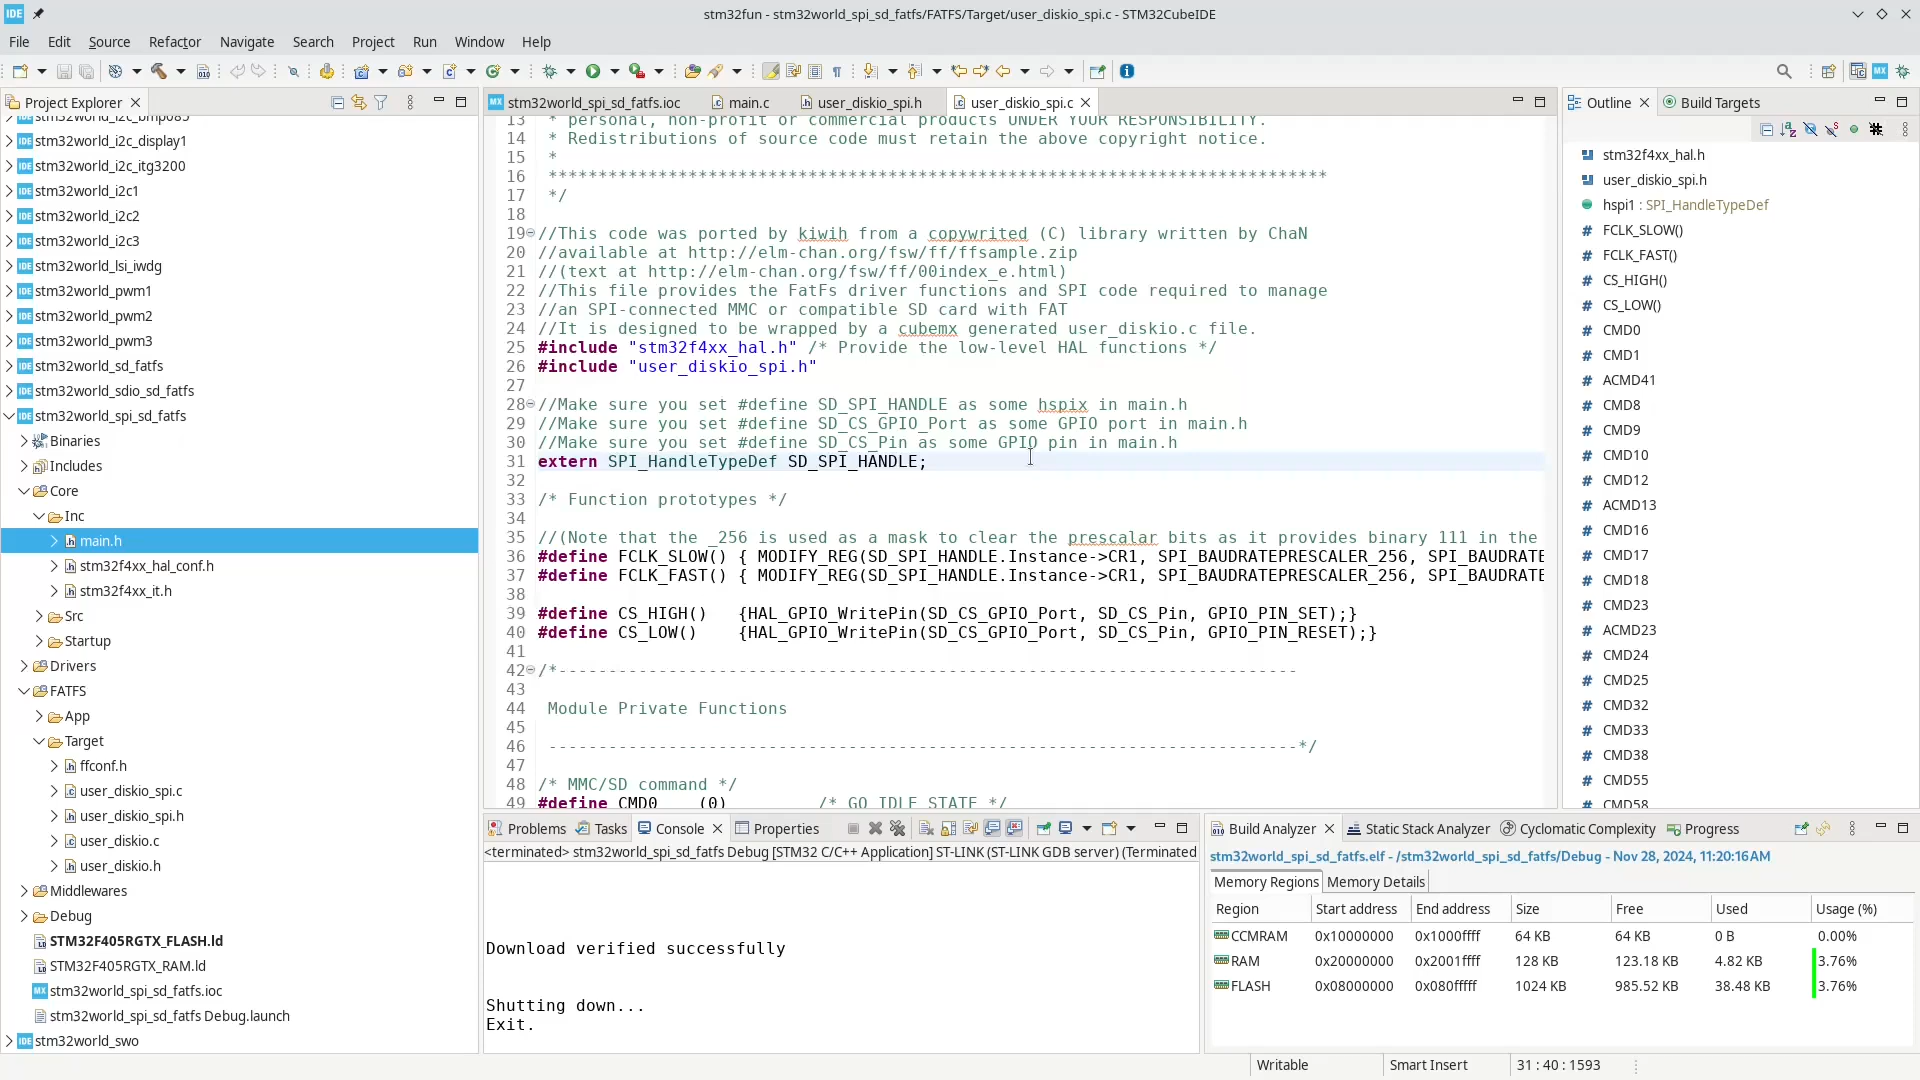 IDE
stm32fun - stm32world_spi_sd_fatfs/FATFS/Target/user_diskio_spi.c - STM32CubeIDE
File Edit Source Refactor Navigate Search Project Run Window Help
Project Explorer
stm32world_i2c_bmp085
stm32world_i2c_display1
stm32world_i2c_itg3200
stm32world_i2c1
stm32world_i2c2
stm32world_i2c3
stm32world_lsi_iwdg
stm32world_pwm1
stm32world_pwm2
stm32world_pwm3
stm32world_sd_fatfs
stm32world_sdio_sd_fatfs
stm32world_spi_sd_fatfs
Binaries
Includes
Core
Inc
main.h
stm32f4xx_hal_conf.h
stm32f4xx_it.h
Src
Startup
Drivers
FATFS
App
Target
ffconf.h
user_diskio_spi.c
user_diskio_spi.h
user_diskio.c
user_diskio.h
Middlewares
Debug
STM32F405RGTX_FLASH.ld
STM32F405RGTX_RAM.ld
stm32world_spi_sd_fatfs.ioc
stm32world_spi_sd_fatfs Debug.launch
stm32world_swo
stm32world_spi_sd_fatfs.ioc main.c user_diskio_spi.h user_diskio_spi.c
13 * personal, non-profit or commercial products UNDER YOUR RESPONSIBILITY.
14 * Redistributions of source code must retain the above copyright notice.
15 *
16 ******************************************************************************
17 */
18
19 //This code was ported by kiwih from a copywrited (C) library written by ChaN
20 //available at http://elm-chan.org/fsw/ff/ffsample.zip
21 //(text at http://elm-chan.org/fsw/ff/00index_e.html)
22 //This file provides the FatFs driver functions and SPI code required to manage
23 //an SPI-connected MMC or compatible SD card with FAT
24 //It is designed to be wrapped by a cubemx generated user_diskio.c file.
25 #include "stm32f4xx_hal.h" /* Provide the low-level HAL functions */
26 #include "user_diskio_spi.h"
27
28 //Make sure you set #define SD_SPI_HANDLE as some hspix in main.h
29 //Make sure you set #define SD_CS_GPIO_Port as some GPIO port in main.h
30 //Make sure you set #define SD_CS_Pin as some GPIO pin in main.h
31 extern SPI_HandleTypeDef SD_SPI_HANDLE;
32
33 /* Function prototypes */
34
35 //(Note that the _256 is used as a mask to clear the prescalar bits as it provides binary 111 in the
36 #define FCLK_SLOW() { MODIFY_REG(SD_SPI_HANDLE.Instance->CR1, SPI_BAUDRATEPRESCALER_256, SPI_BAUDRATE
37 #define FCLK_FAST() { MODIFY_REG(SD_SPI_HANDLE.Instance->CR1, SPI_BAUDRATEPRESCALER_256, SPI_BAUDRATE
38
39 #define CS_HIGH() {HAL_GPIO_WritePin(SD_CS_GPIO_Port, SD_CS_Pin, GPIO_PIN_SET);}
40 #define CS_LOW() {HAL_GPIO_WritePin(SD_CS_GPIO_Port, SD_CS_Pin, GPIO_PIN_RESET);}
41
42 /*--------------------------------------------------------------------------
43
44 Module Private Functions
45
46 ---------------------------------------------------------------------------*/
47
48 /* MMC/SD command */
49 #define CMD0 (0) /* GO_IDLE_STATE */
Outline Build Targets
stm32f4xx_hal.h
user_diskio_spi.h
hspi1 : SPI_HandleTypeDef
# FCLK_SLOW()
# FCLK_FAST()
# CS_HIGH()
# CS_LOW()
# CMD0
# CMD1
# ACMD41
# CMD8
# CMD9
# CMD10
# CMD12
# ACMD13
# CMD16
# CMD17
# CMD18
# CMD23
# ACMD23
# CMD24
# CMD25
# CMD32
# CMD33
# CMD38
# CMD55
# CMD58
Problems Tasks Console Properties
<terminated> stm32world_spi_sd_fatfs Debug [STM32 C/C++ Application] ST-LINK (ST-LINK GDB server) (Terminated
Download verified successfully
Shutting down...
Exit.
Build Analyzer Static Stack Analyzer Cyclomatic Complexity Progress
stm32world_spi_sd_fatfs.elf - /stm32world_spi_sd_fatfs/Debug - Nov 28, 2024, 11:20:16 AM
Memory Regions Memory Details
Region Start address End address Size Free Used Usage (%)
CCMRAM 0x10000000 0x1000ffff 64 KB 64 KB 0 B 0.00%
RAM 0x20000000 0x2001ffff 128 KB 123.18 KB 4.82 KB 3.76%
FLASH 0x08000000 0x080fffff 1024 KB 985.52 KB 38.48 KB 3.76%
Writable Smart Insert 31 : 40 : 1593